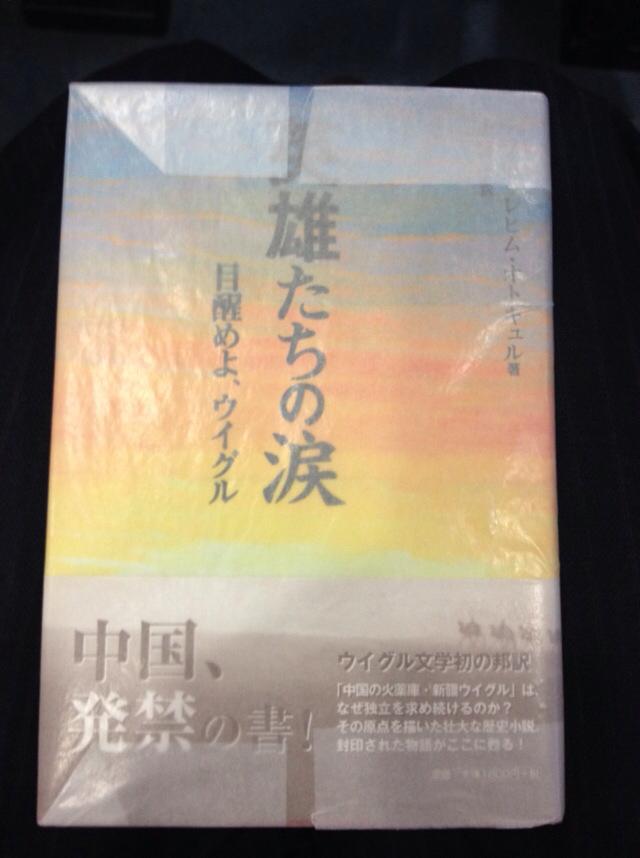 レヒム・オトキュル著
英雄たちの涙
目醒めよ、ウイグル
中国、
発禁の書!
ウイグル文学初の邦訳
「中国の火薬庫・新疆ウイグル」は、
なぜ独立を求め続けるのか?
その原点を描いた壮大な歴史小説。
封印された物語がここに甦る!